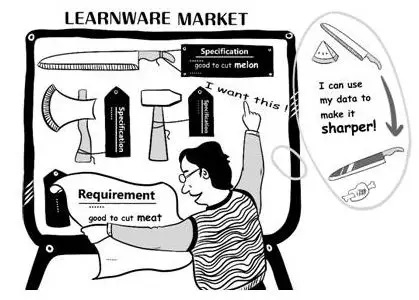 LEARNWARE MARKET
Specification
......
good to cut melon
I want this !
Specification
......
Specification
......
Requirement
......
good to cut meat
I can use
my data to
make it
sharper!